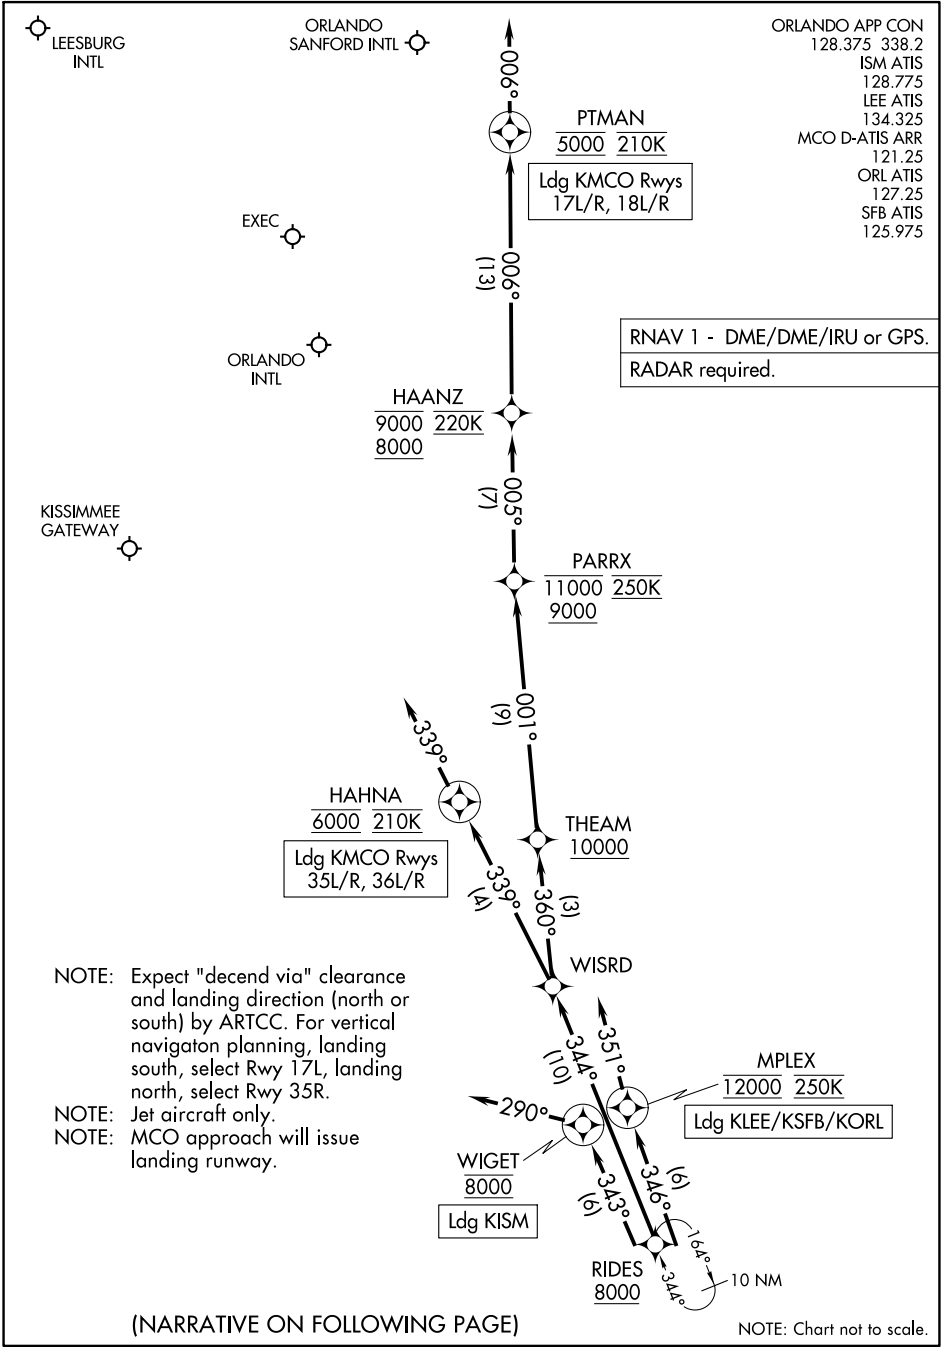 LEESBURG
INTL
ORLANDO
SANFORD INTL
ORLANDO APP CON
128.375 338.2
ISM ATIS
128.775
LEE ATIS
134.325
MCO D-ATIS ARR
121.25
ORL ATIS
127.25
SFB ATIS
125.975
006°
PTMAN
5000 210K
Ldg KMCO Rwys
17L/R, 18L/R
EXEC
006°
(13)
RNAV 1 - DME/DME/IRU or GPS.
RADAR required.
ORLANDO
INTL
HAANZ
9000 220K
8000
KISSIMMEE
GATEWAY
005°
(7)
PARRX
11000 250K
9000
001°
(9)
339°
HAHNA
6000 210K
Ldg KMCO Rwys
35L/R, 36L/R
THEAM
10000
339°
(4)
360°
(3)
WISRD
NOTE: Expect "decend via" clearance
and landing direction (north or
south) by ARTCC. For vertical
navigaton planning, landing
south, select Rwy 17L, landing
north, select Rwy 35R.
NOTE: Jet aircraft only.
NOTE: MCO approach will issue
landing runway.
344°
(10)
351°
MPLEX
12000 250K
Ldg KLEE/KSFB/KORL
290°
WIGET
8000
Ldg KISM
343°
(6)
346°
(6)
RIDES
8000
164°
344°
10 NM
(NARRATIVE ON FOLLOWING PAGE)
NOTE: Chart not to scale.